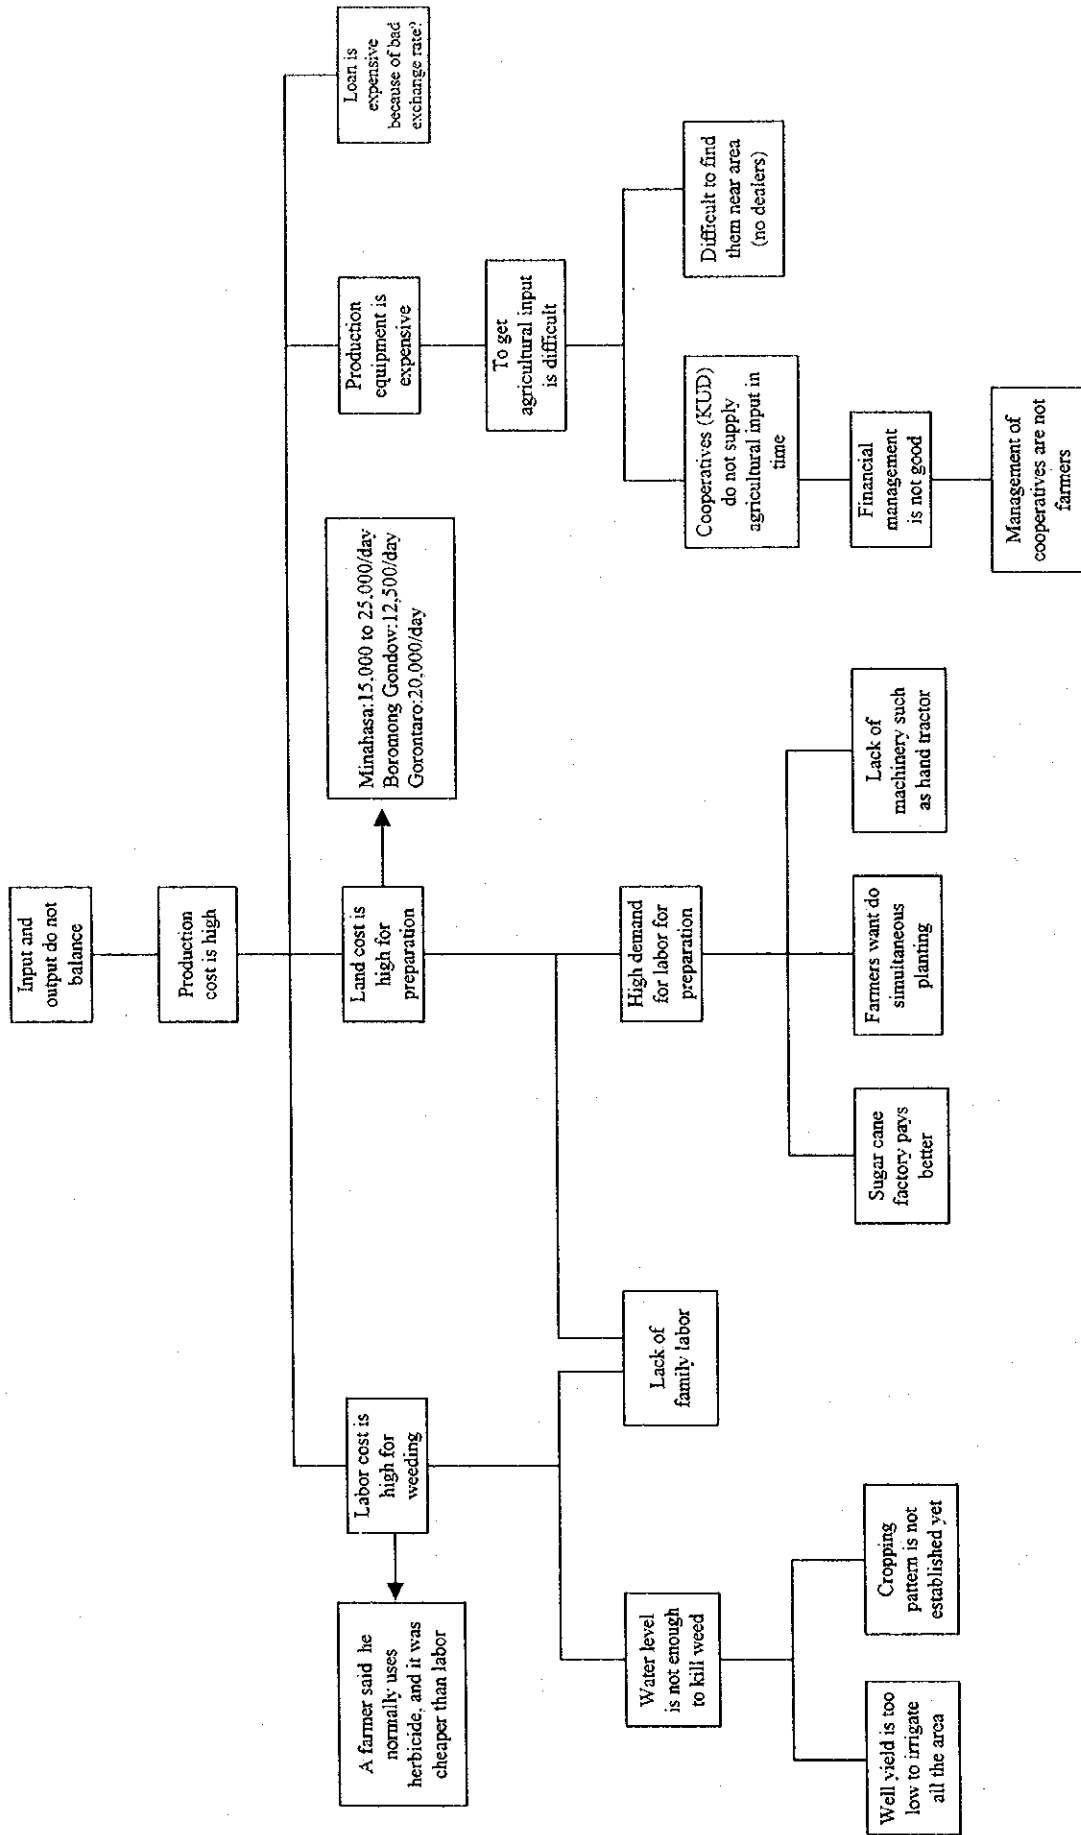 Input and
output do not
balance
Production
cost is high
Labor cost is
high for
weeding
Land cost is
high for
preparation
Production
equipment is
expensive
Loan is
expensive
because of bad
exchange rate?
A farmer said he
normally uses
herbicide, and it was
cheaper than labor
Minahasa:15,000 to 25,000/day
Boromong Gondow:12,500/day
Gorontaro:20,000/day
To get
agricultural input
is difficult
Water level
is not enough
to kill weed
Lack of
family labor
High demand
for labor for
preparation
Cooperatives (KUD)
do not supply
agricultural input in
time
Difficult to find
them near area
(no dealers)
Well yield is too
low to irrigate
all the area
Cropping
pattern is not
established yet
Sugar cane
factory pays
better
Farmers want do
simultaneous
planting
Lack of
machinery such
as hand tractor
Financial
management
is not good
Management of
cooperatives are not
farmers